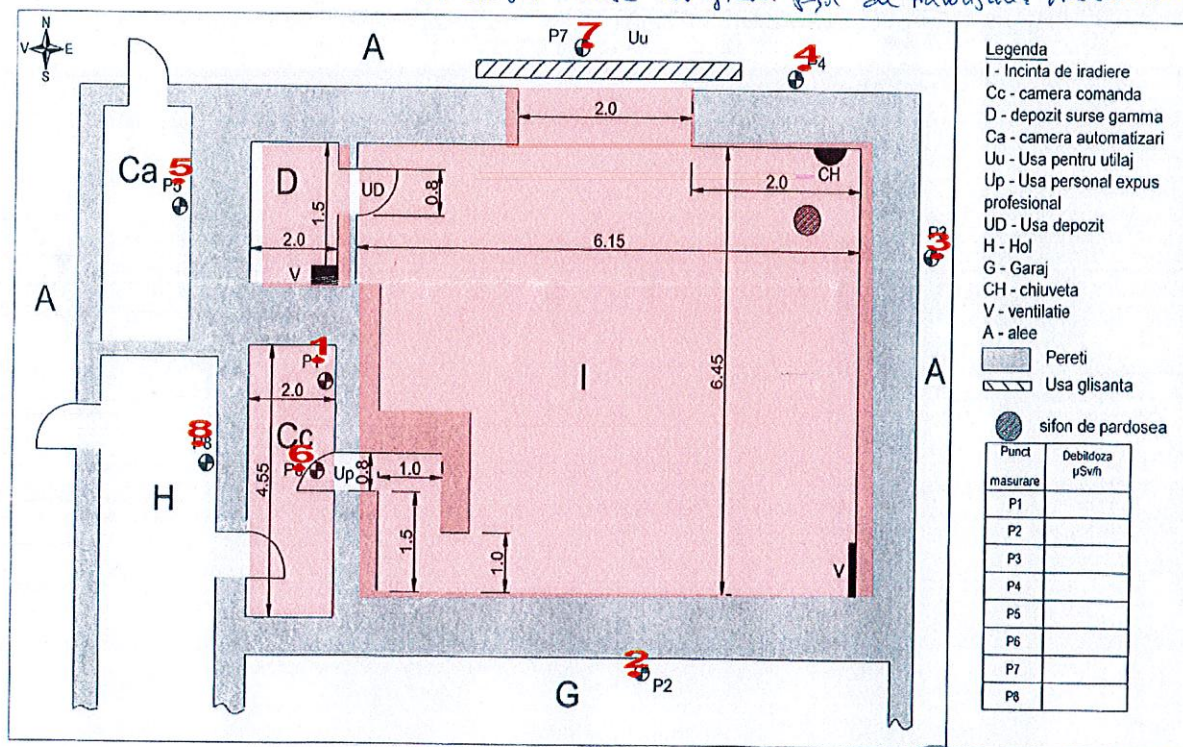 N
V E
S
A
P7
7
Uu
4
P4
Ca
5
P5
D
1.5
2.0
V
UD
0.8
2.0
2.0
CH
6.15
6.45
P3
3
A
A
I
1
P1
2.0
Cc
4.55
6
Up
0.8
1.0
1.5
1.0
8
P8
H
V
2
P2
G
Legenda
I - Incinta de iradiere
Cc - camera comanda
D - depozit surse gamma
Ca - camera automatizari
Uu - Usa pentru utilaj
Up - Usa personal expus
profesional
UD - Usa depozit
H - Hol
G - Garaj
CH - chiuveta
V - ventilatie
A - alee
Pereti
Usa glisanta
sifon de pardosea
Punct masurare Debitdoza µSv/h
P1
P2
P3
P4
P5
P6
P7
P8